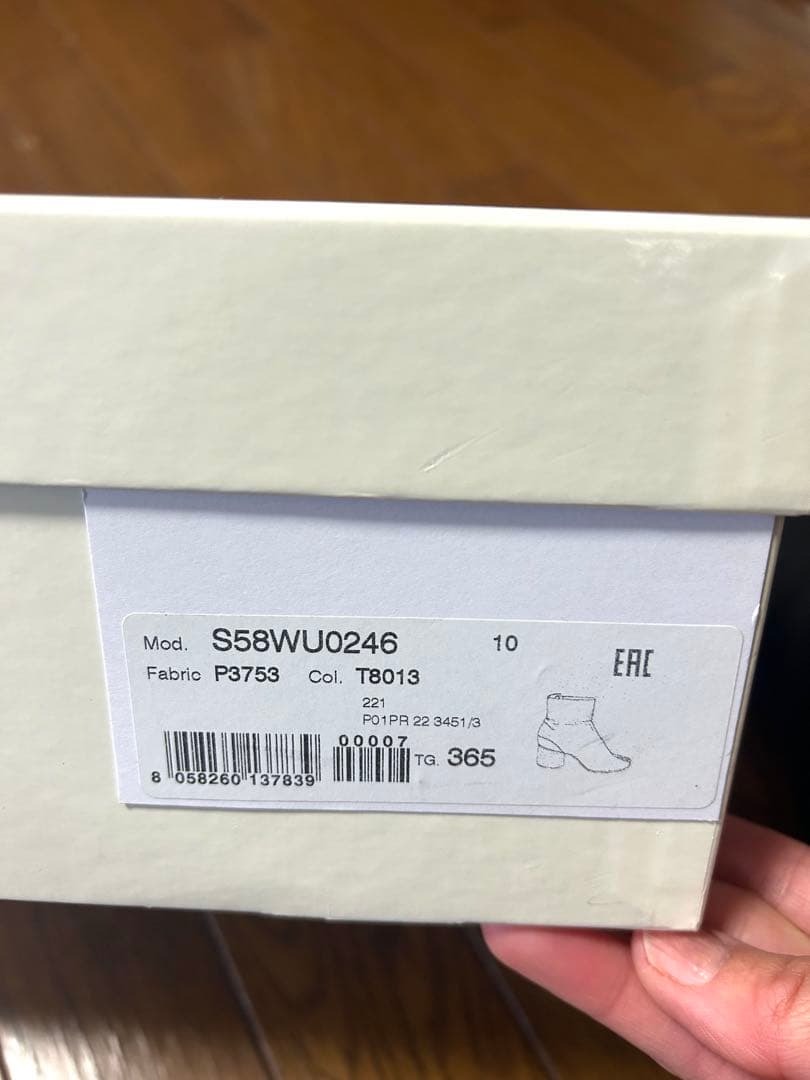 Mod. S58WU0246 10
EAC
Fabric P3753 Col. T8013
221
P01PR 22 3451/3
00007
TG. 365
8 058260 137839